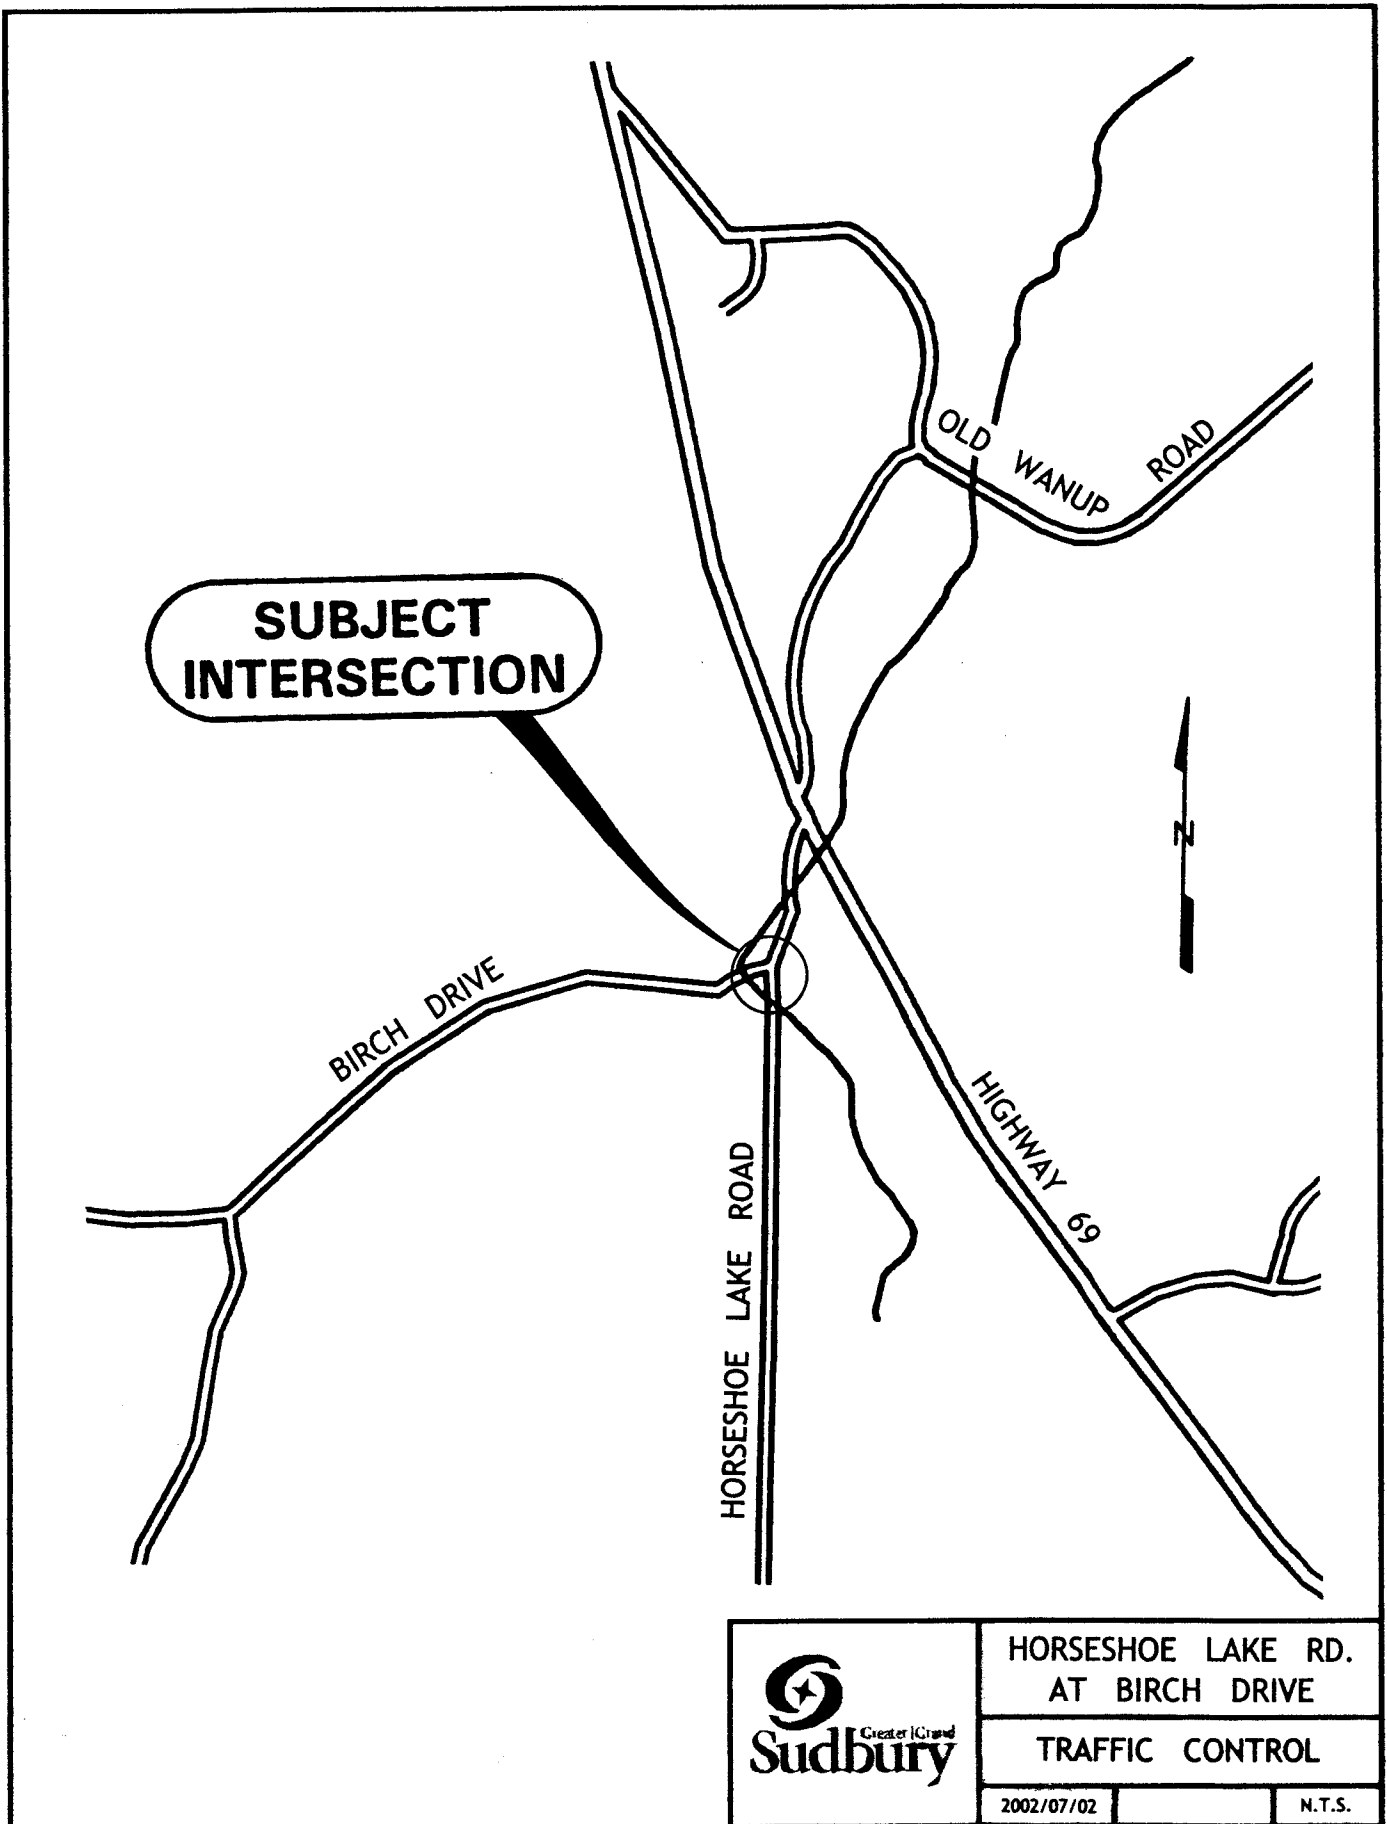 OLD WANUP ROAD
SUBJECT
INTERSECTION
N
BIRCH DRIVE
HIGHWAY 69
HORSESHOE LAKE ROAD
HORSESHOE LAKE RD.
AT BIRCH DRIVE
Greater | Grand
Sudbury
TRAFFIC CONTROL
2002/07/02
N.T.S.